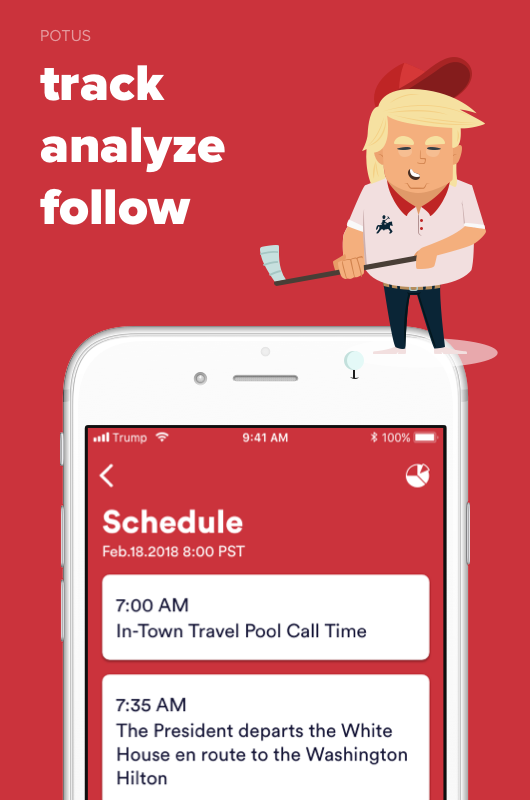 POTUS
track
analyze
follow
Trump
9:41 AM
100%
Schedule
Feb.18.2018 8:00 PST
7:00 AM
In-Town Travel Pool Call Time
7:35 AM
The President departs the White
House en route to the Washington
Hilton